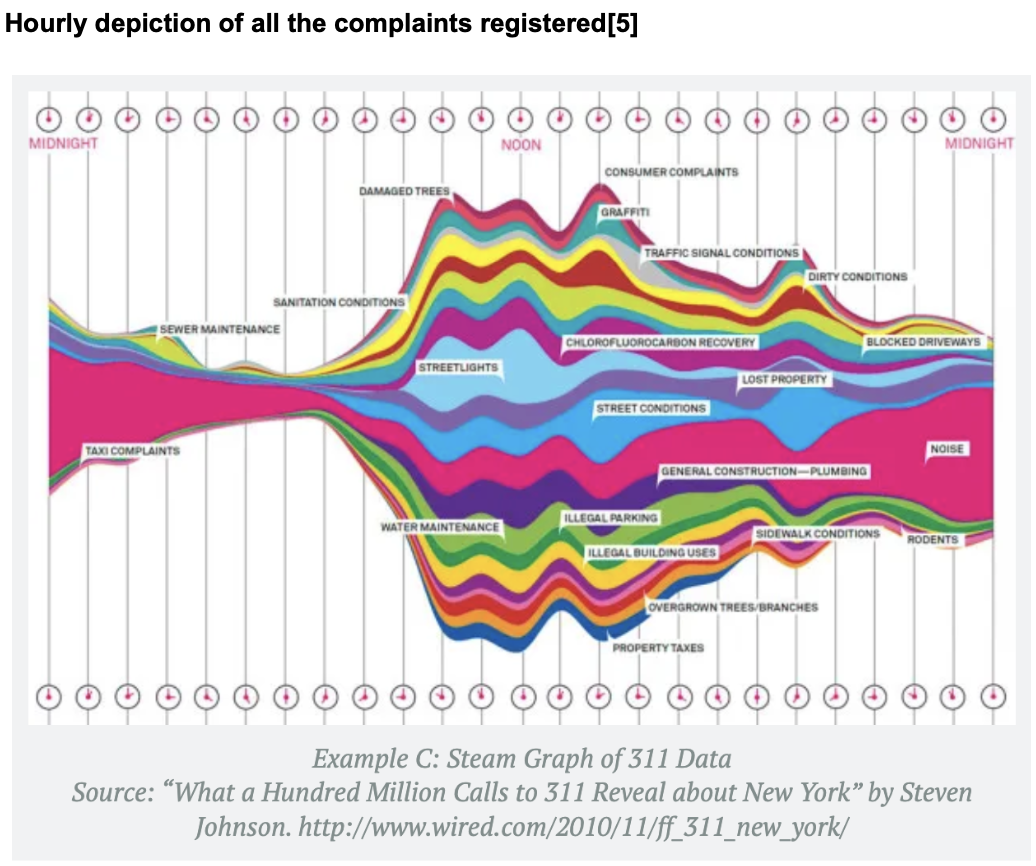 Hourly depiction of all the complaints registered[5]
MIDNIGHT
NOON
MIDNIGHT
CONSUMER COMPLAINTS
DAMAGED TREES
GRAFFITI
TRAFFIC SIGNAL CONDITIONS
DIRTY CONDITIONS
SANITATION CONDITIONS
SEWER MAINTENANCE
CHLOROFLUOROCARBON RECOVERY
BLOCKED DRIVEWAYS
STREETLIGHTS
LOST PROPERTY
STREET CONDITIONS
TAXI COMPLAINTS
NOISE
GENERAL CONSTRUCTION—PLUMBING
ILLEGAL PARKING
WATER MAINTENANCE
SIDEWALK CONDITIONS
RODENTS
ILLEGAL BUILDING USES
OVERGROWN TREES/BRANCHES
PROPERTY TAXES
Example C: Steam Graph of 311 Data
Source: “What a Hundred Million Calls to 311 Reveal about New York” by Steven
Johnson. http://www.wired.com/2010/11/ff_311_new_york/